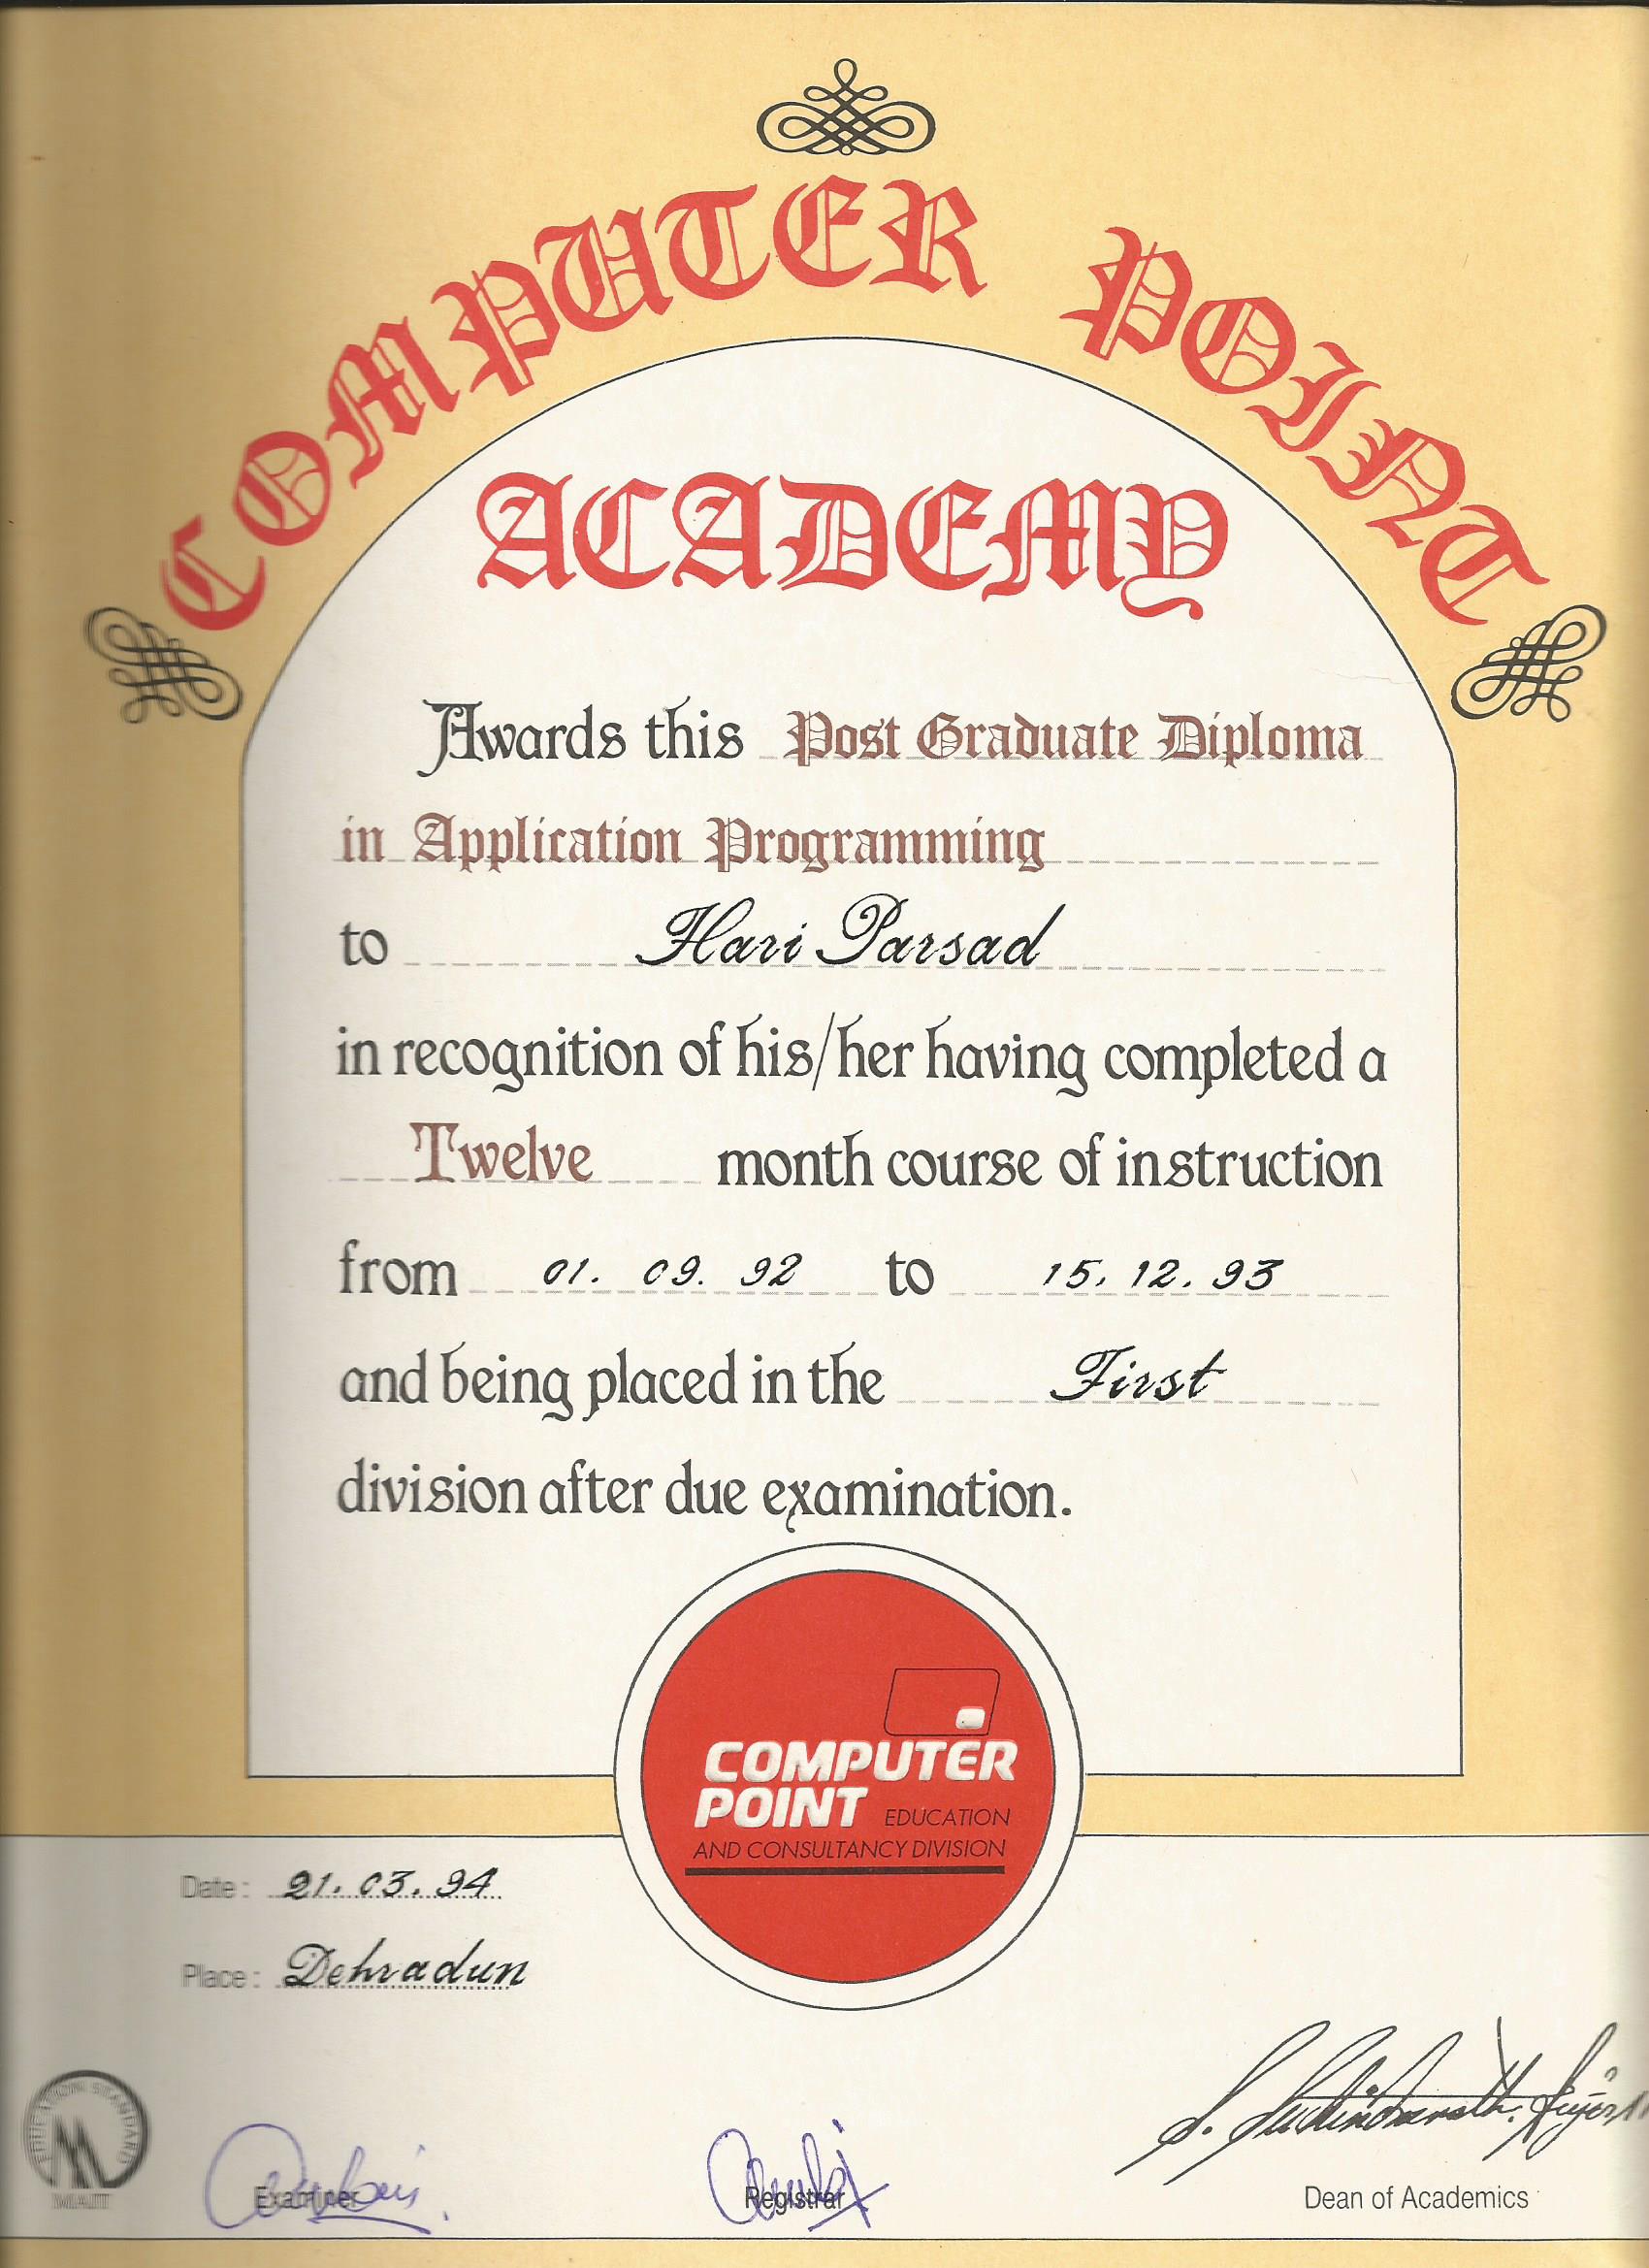 COMPUTER POINT
ACADEMY
Awards this Post Graduate Diploma
in Application Programming
to Hari Parsad
in recognition of his/her having completed a
Twelve month course of instruction
from 01. 09. 92 to 15. 12. 93
and being placed in the First
division after due examination.
COMPUTER
POINT EDUCATION
AND CONSULTANCY DIVISION
Date: 21. 03. 94
Place: Dehradun
EDUCATION STANDARD
MAIT
Examiner
Registrar
Dean of Academics